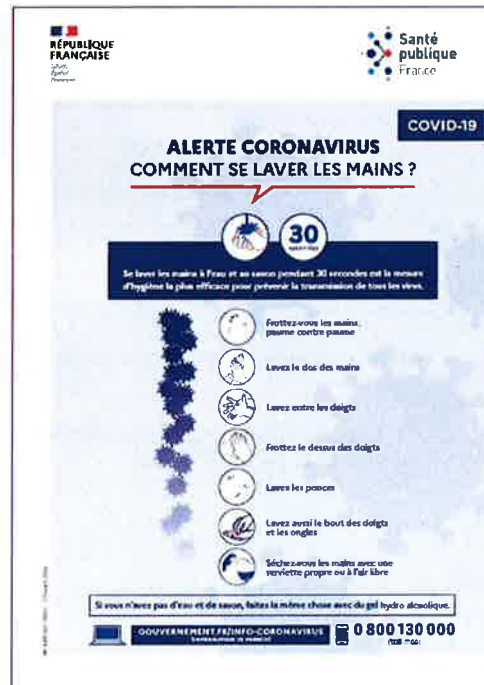 RÉPUBLIQUE
FRANÇAISE
Liberté
Égalité
Fraternité
Santé
publique
France
COVID-19
ALERTE CORONAVIRUS
COMMENT SE LAVER LES MAINS ?
30
Se laver les mains à l'eau et au savon pendant 30 secondes est la mesure
d'hygiène la plus efficace pour prévenir la transmission de tous les virus.
Frottez-vous les mains,
paume contre paume
Lavez le dos des mains
Lavez entre les doigts
Frottez le dessus des doigts
Lavez les pouces
Lavez aussi le bout des doigts
et les ongles
Séchez-vous les mains avec une
serviette propre ou à l'air libre
Si vous n'avez pas d'eau et de savon, faites la même chose avec du gel hydro alcoolique.
GOUVERNEMENT.FR/INFO-CORONAVIRUS
0 800 130 000